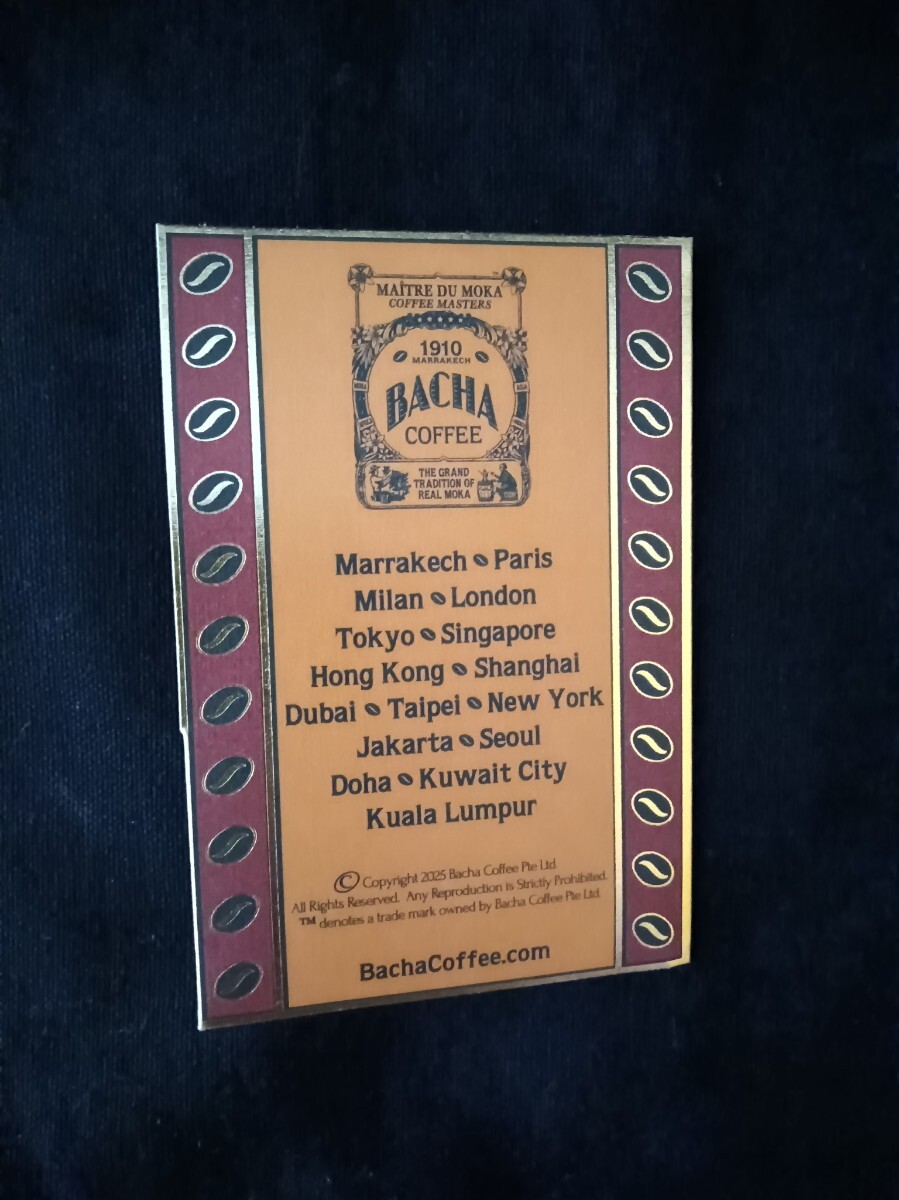 MAÎTRE DU MOKA
COFFEE MASTERS
1910
MARRAKECH
BACHA
COFFEE
THE GRAND
TRADITION OF
REAL MOKA
Marrakech Paris
Milan London
Tokyo Singapore
Hong Kong Shanghai
Dubai Taipei New York
Jakarta Seoul
Doha Kuwait City
Kuala Lumpur
© Copyright 2025 Bacha Coffee Pte Ltd.
All Rights Reserved. Any Reproduction is Strictly Prohibited.
™ denotes a trade mark owned by Bacha Coffee Pte Ltd.
BachaCoffee.com